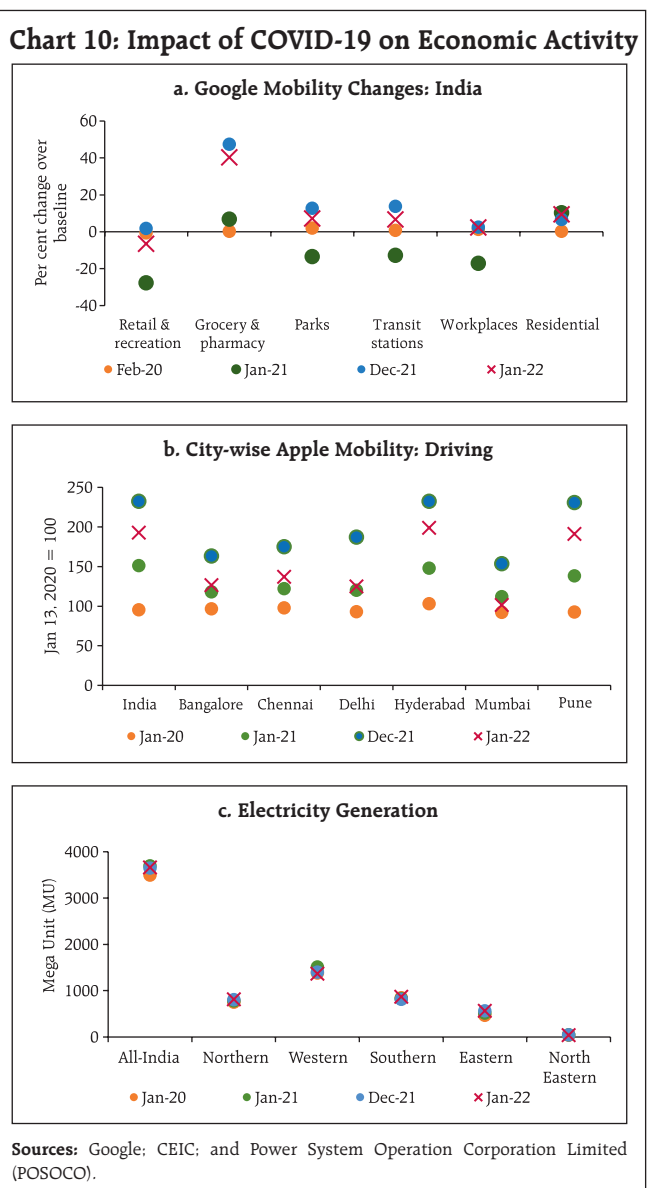 Chart 10: Impact of COVID-19 on Economic Activity
a. Google Mobility Changes: India
Per cent change over
baseline
60
40
20
0
-20
-40
Retail &
recreation
Grocery &
pharmacy
Parks
Transit
stations
Workplaces
Residential
Feb-20
Jan-21
Dec-21
Jan-22
b. City-wise Apple Mobility: Driving
Jan 13, 2020 = 100
250
200
150
100
50
0
India
Bangalore
Chennai
Delhi
Hyderabad
Mumbai
Pune
Jan-20
Jan-21
Dec-21
Jan-22
c. Electricity Generation
Mega Unit (MU)
4000
3000
2000
1000
0
All-India
Northern
Western
Southern
Eastern
North
Eastern
Jan-20
Jan-21
Dec-21
Jan-22
Sources: Google; CEIC; and Power System Operation Corporation Limited
(POSOCO).